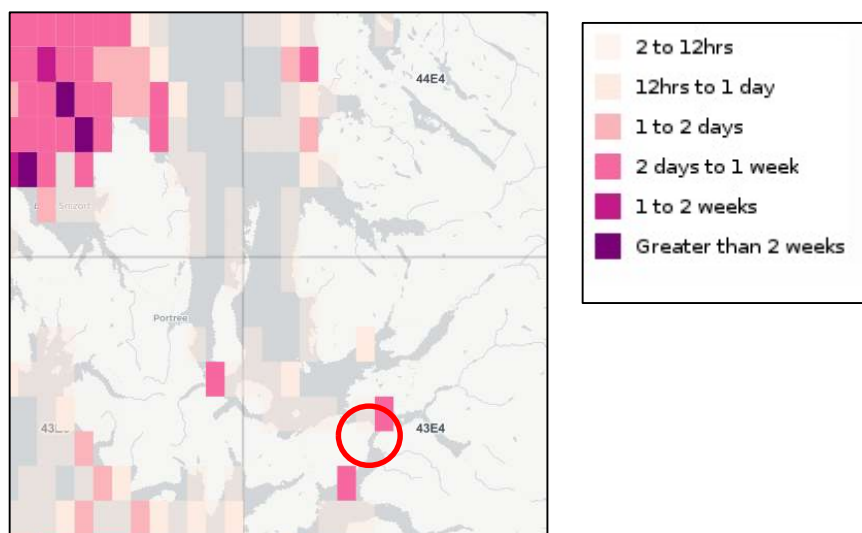 44E4
Portree
43E4
2 to 12hrs
12hrs to 1 day
1 to 2 days
2 days to 1 week
1 to 2 weeks
Greater than 2 weeks